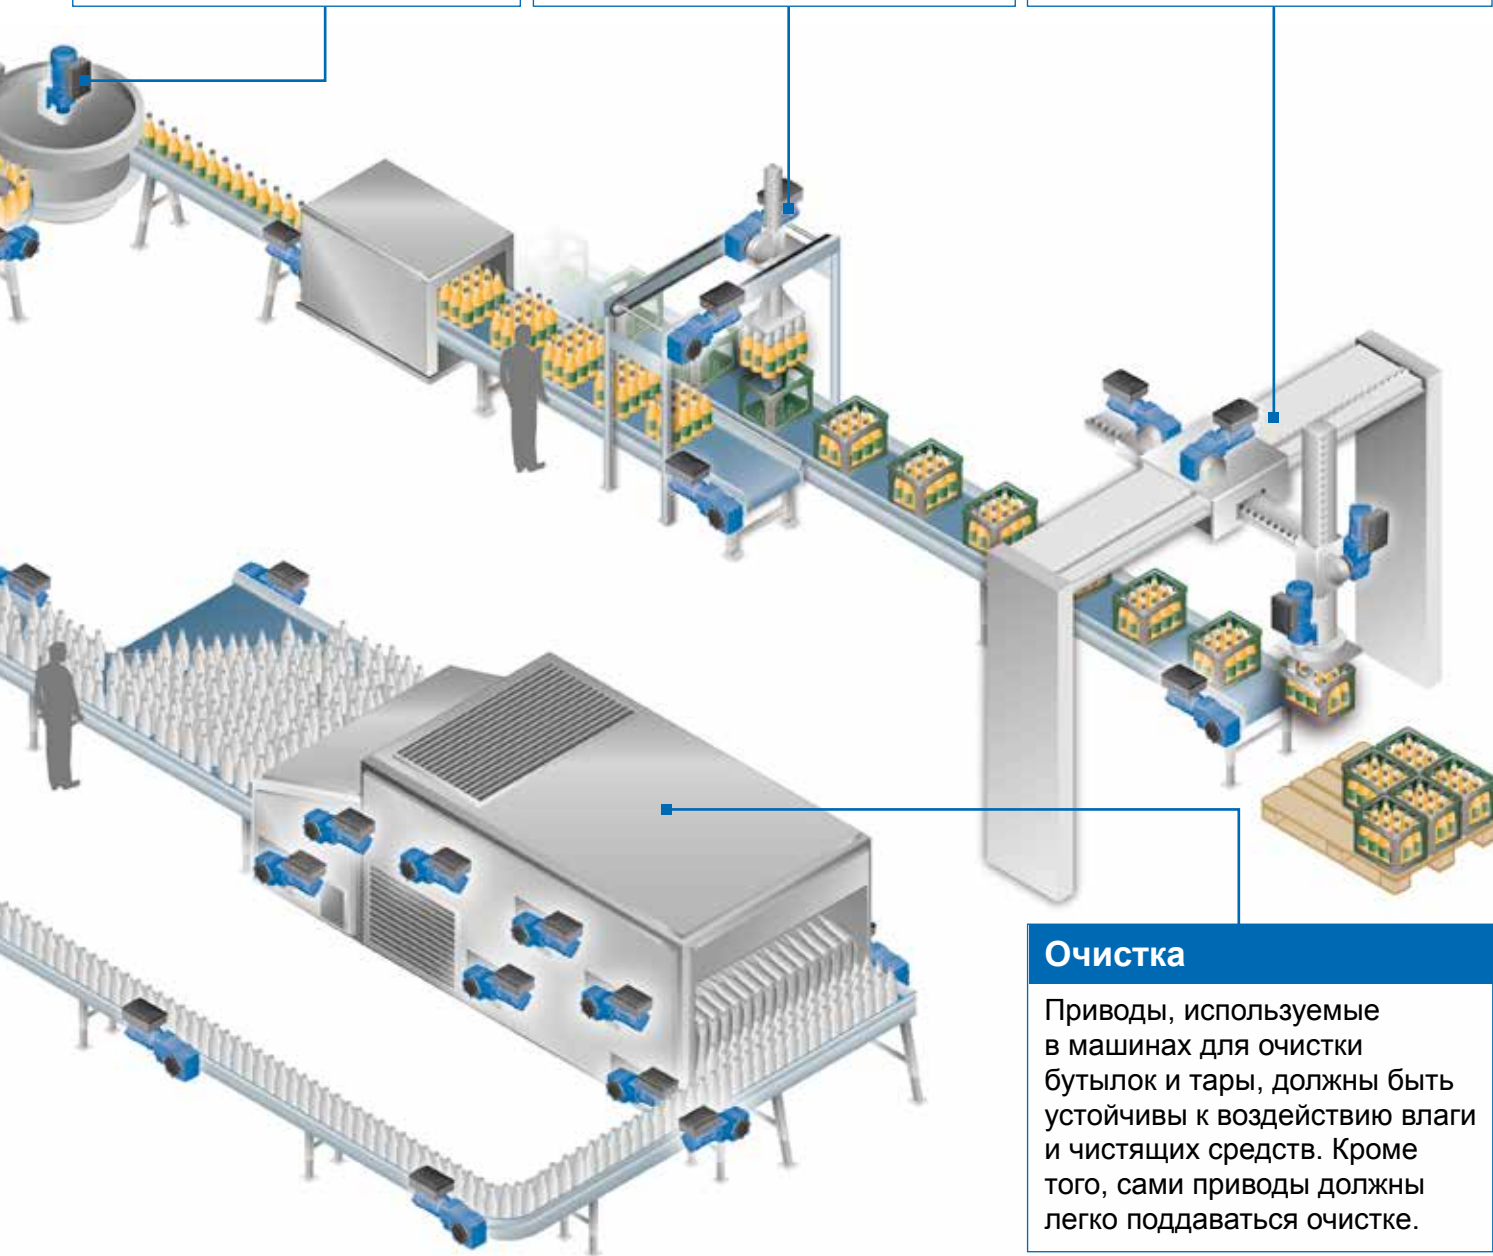 Очистка
Приводы, используемые
в машинах для очистки
бутылок и тары, должны быть
устойчивы к воздействию влаги
и чистящих средств. Кроме
того, сами приводы должны
легко поддаваться очистке.